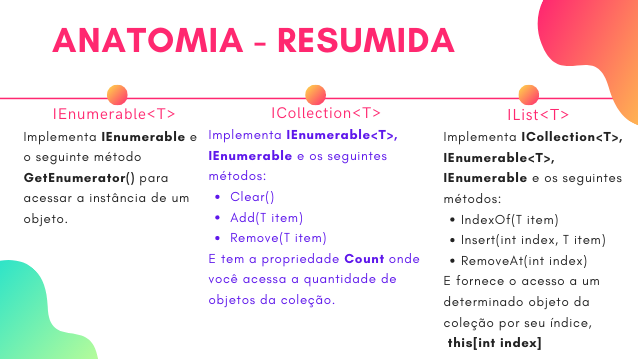 ANATOMIA - RESUMIDA
IEnumerable<T>
Implementa IEnumerable e
o seguinte método
GetEnumerator() para
acessar a instância de um
objeto.
ICollection<T>
Implementa IEnumerable<T>,
IEnumerable e os seguintes
métodos:
• Clear()
• Add(T item)
• Remove(T item)
E tem a propriedade Count onde
você acessa a quantidade de
objetos da coleção.
IList<T>
Implementa ICollection<T>,
IEnumerable<T>,
IEnumerable e os seguintes
métodos:
• IndexOf(T item)
• Insert(int index, T item)
• RemoveAt(int index)
E fornece o acesso a um
determinado objeto da
coleção por seu índice,
this[int index]